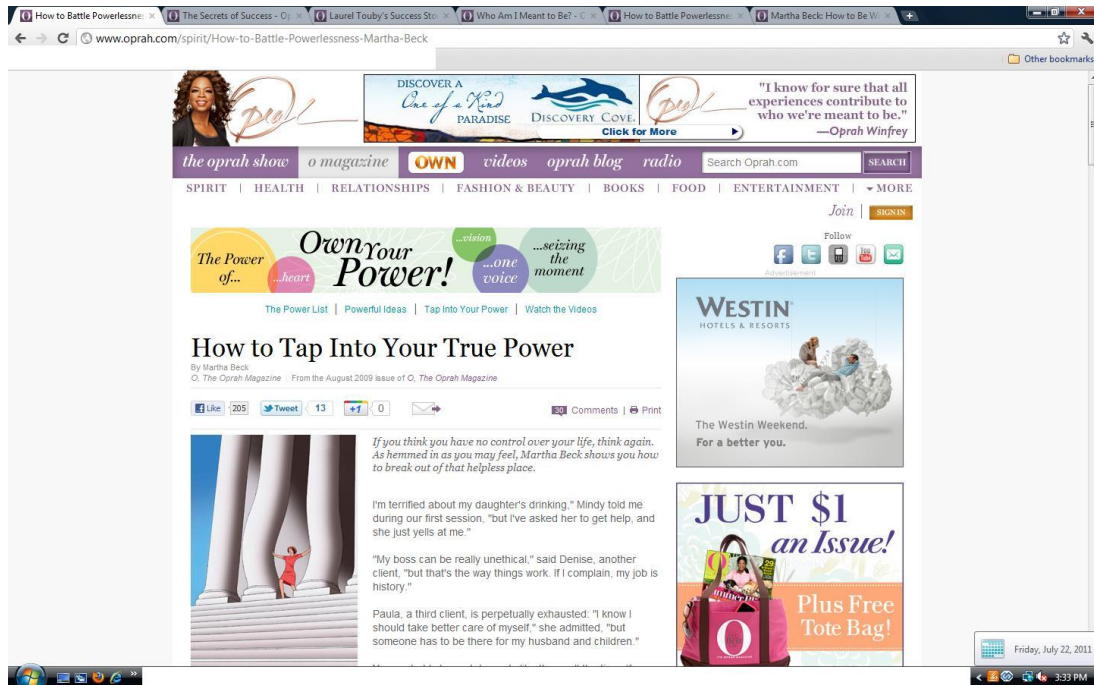 How to Battle Powerlessne
The Secrets of Success - O
Laurel Touby's Success Sto
Who Am I Meant to Be? - O
How to Battle Powerlessne
Martha Beck: How to Be Wi
www.oprah.com/spirit/How-to-Battle-Powerlessness-Martha-Beck
Other bookmarks
Oprah
DISCOVER A
One of a Kind
PARADISE
DISCOVERY COVE.
Click for More
Oprah
"I know for sure that all
experiences contribute to
who we're meant to be."
—Oprah Winfrey
the oprah show o magazine OWN videos oprah blog radio Search Oprah.com SEARCH
SPIRIT | HEALTH | RELATIONSHIPS | FASHION & BEAUTY | BOOKS | FOOD | ENTERTAINMENT | MORE
Join | SIGN IN
Follow
The Power
of...
...heart
Own Your
Power!
...vision
...one
voice
...seizing
the
moment
The Power List | Powerful Ideas | Tap Into Your Power | Watch the Videos
How to Tap Into Your True Power
By Martha Beck
O, The Oprah Magazine | From the August 2009 issue of O, The Oprah Magazine
Like 205 Tweet 13 +1 0
30 Comments | Print
If you think you have no control over your life, think again.
As hemmed in as you may feel, Martha Beck shows you how
to break out of that helpless place.
I'm terrified about my daughter's drinking," Mindy told me
during our first session, "but I've asked her to get help, and
she just yells at me."
"My boss can be really unethical," said Denise, another
client, "but that's the way things work. If I complain, my job is
history."
Paula, a third client, is perpetually exhausted: "I know I
should take better care of myself," she admitted, "but
someone has to be there for my husband and children."
Advertisement
WESTIN
HOTELS & RESORTS
The Westin Weekend.
For a better you.
JUST $1
an Issue!
Plus Free
Tote Bag!
Friday, July 22, 2011
3:33 PM